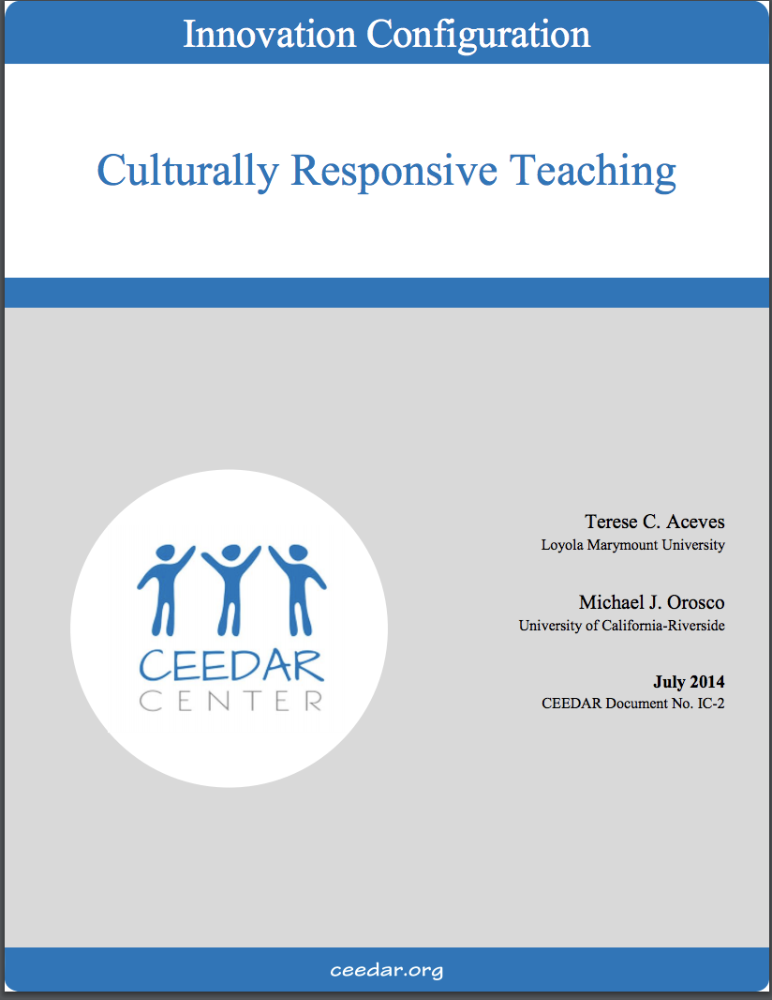 Innovation Configuration
Culturally Responsive Teaching
Terese C. Aceves
Loyola Marymount University
Michael J. Orosco
University of California-Riverside
July 2014
CEEDAR Document No. IC-2
CEEDAR
CENTER
ceedar.org